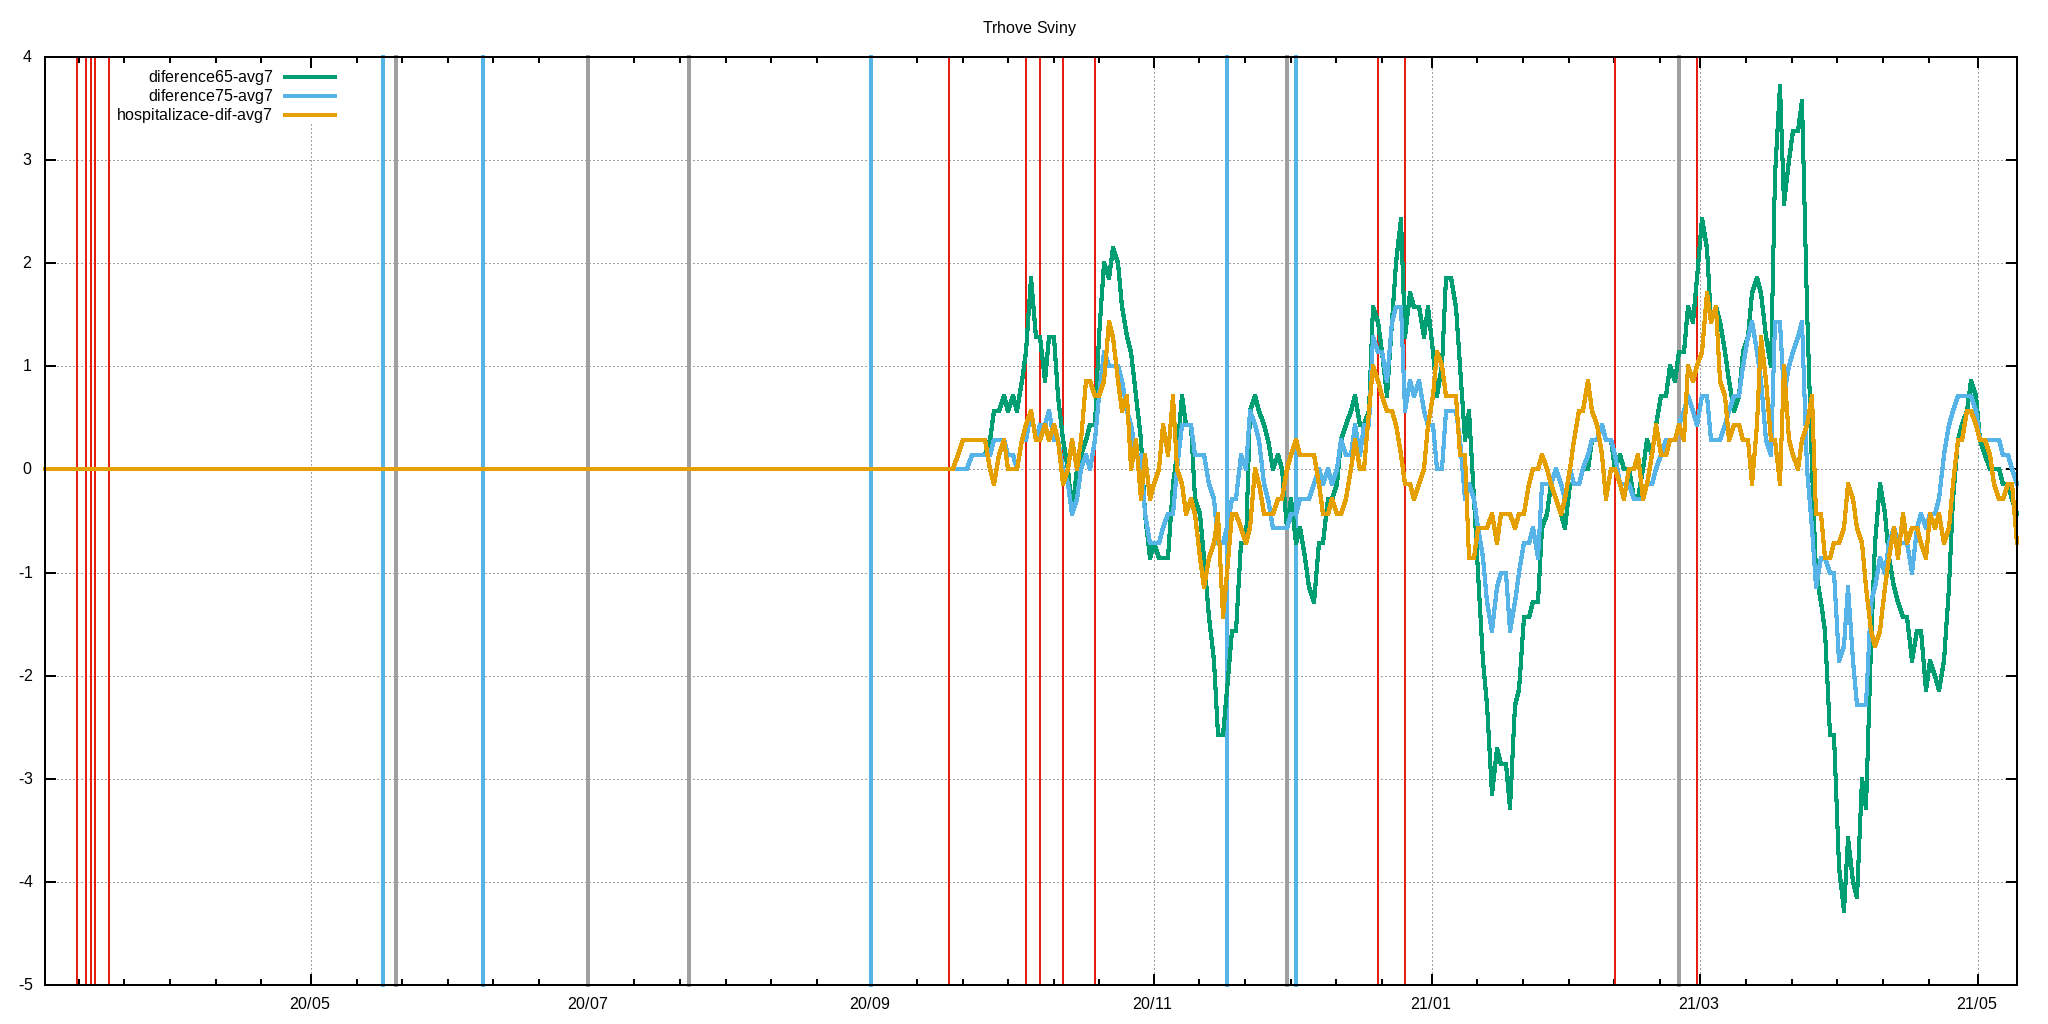 Trhove Sviny
4
diference65-avg7
diference75-avg7
hospitalizace-dif-avg7
3
2
1
0
-1
-2
-3
-4
-5
20/05 20/07 20/09 20/11 21/01 21/03 21/05